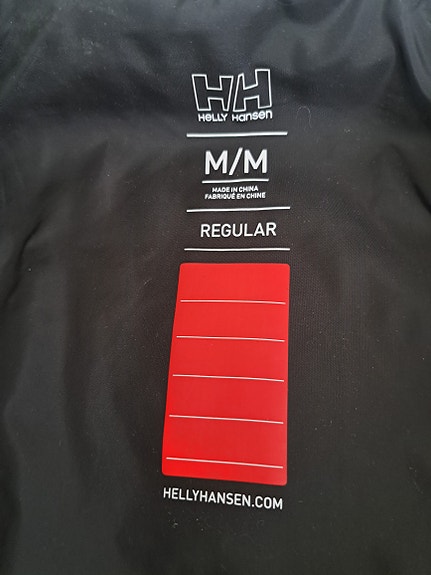 HH
HELLY HANSEN
M/M
MADE IN CHINA
FABRIQUÉ EN CHINE
REGULAR
HELLYHANSEN.COM